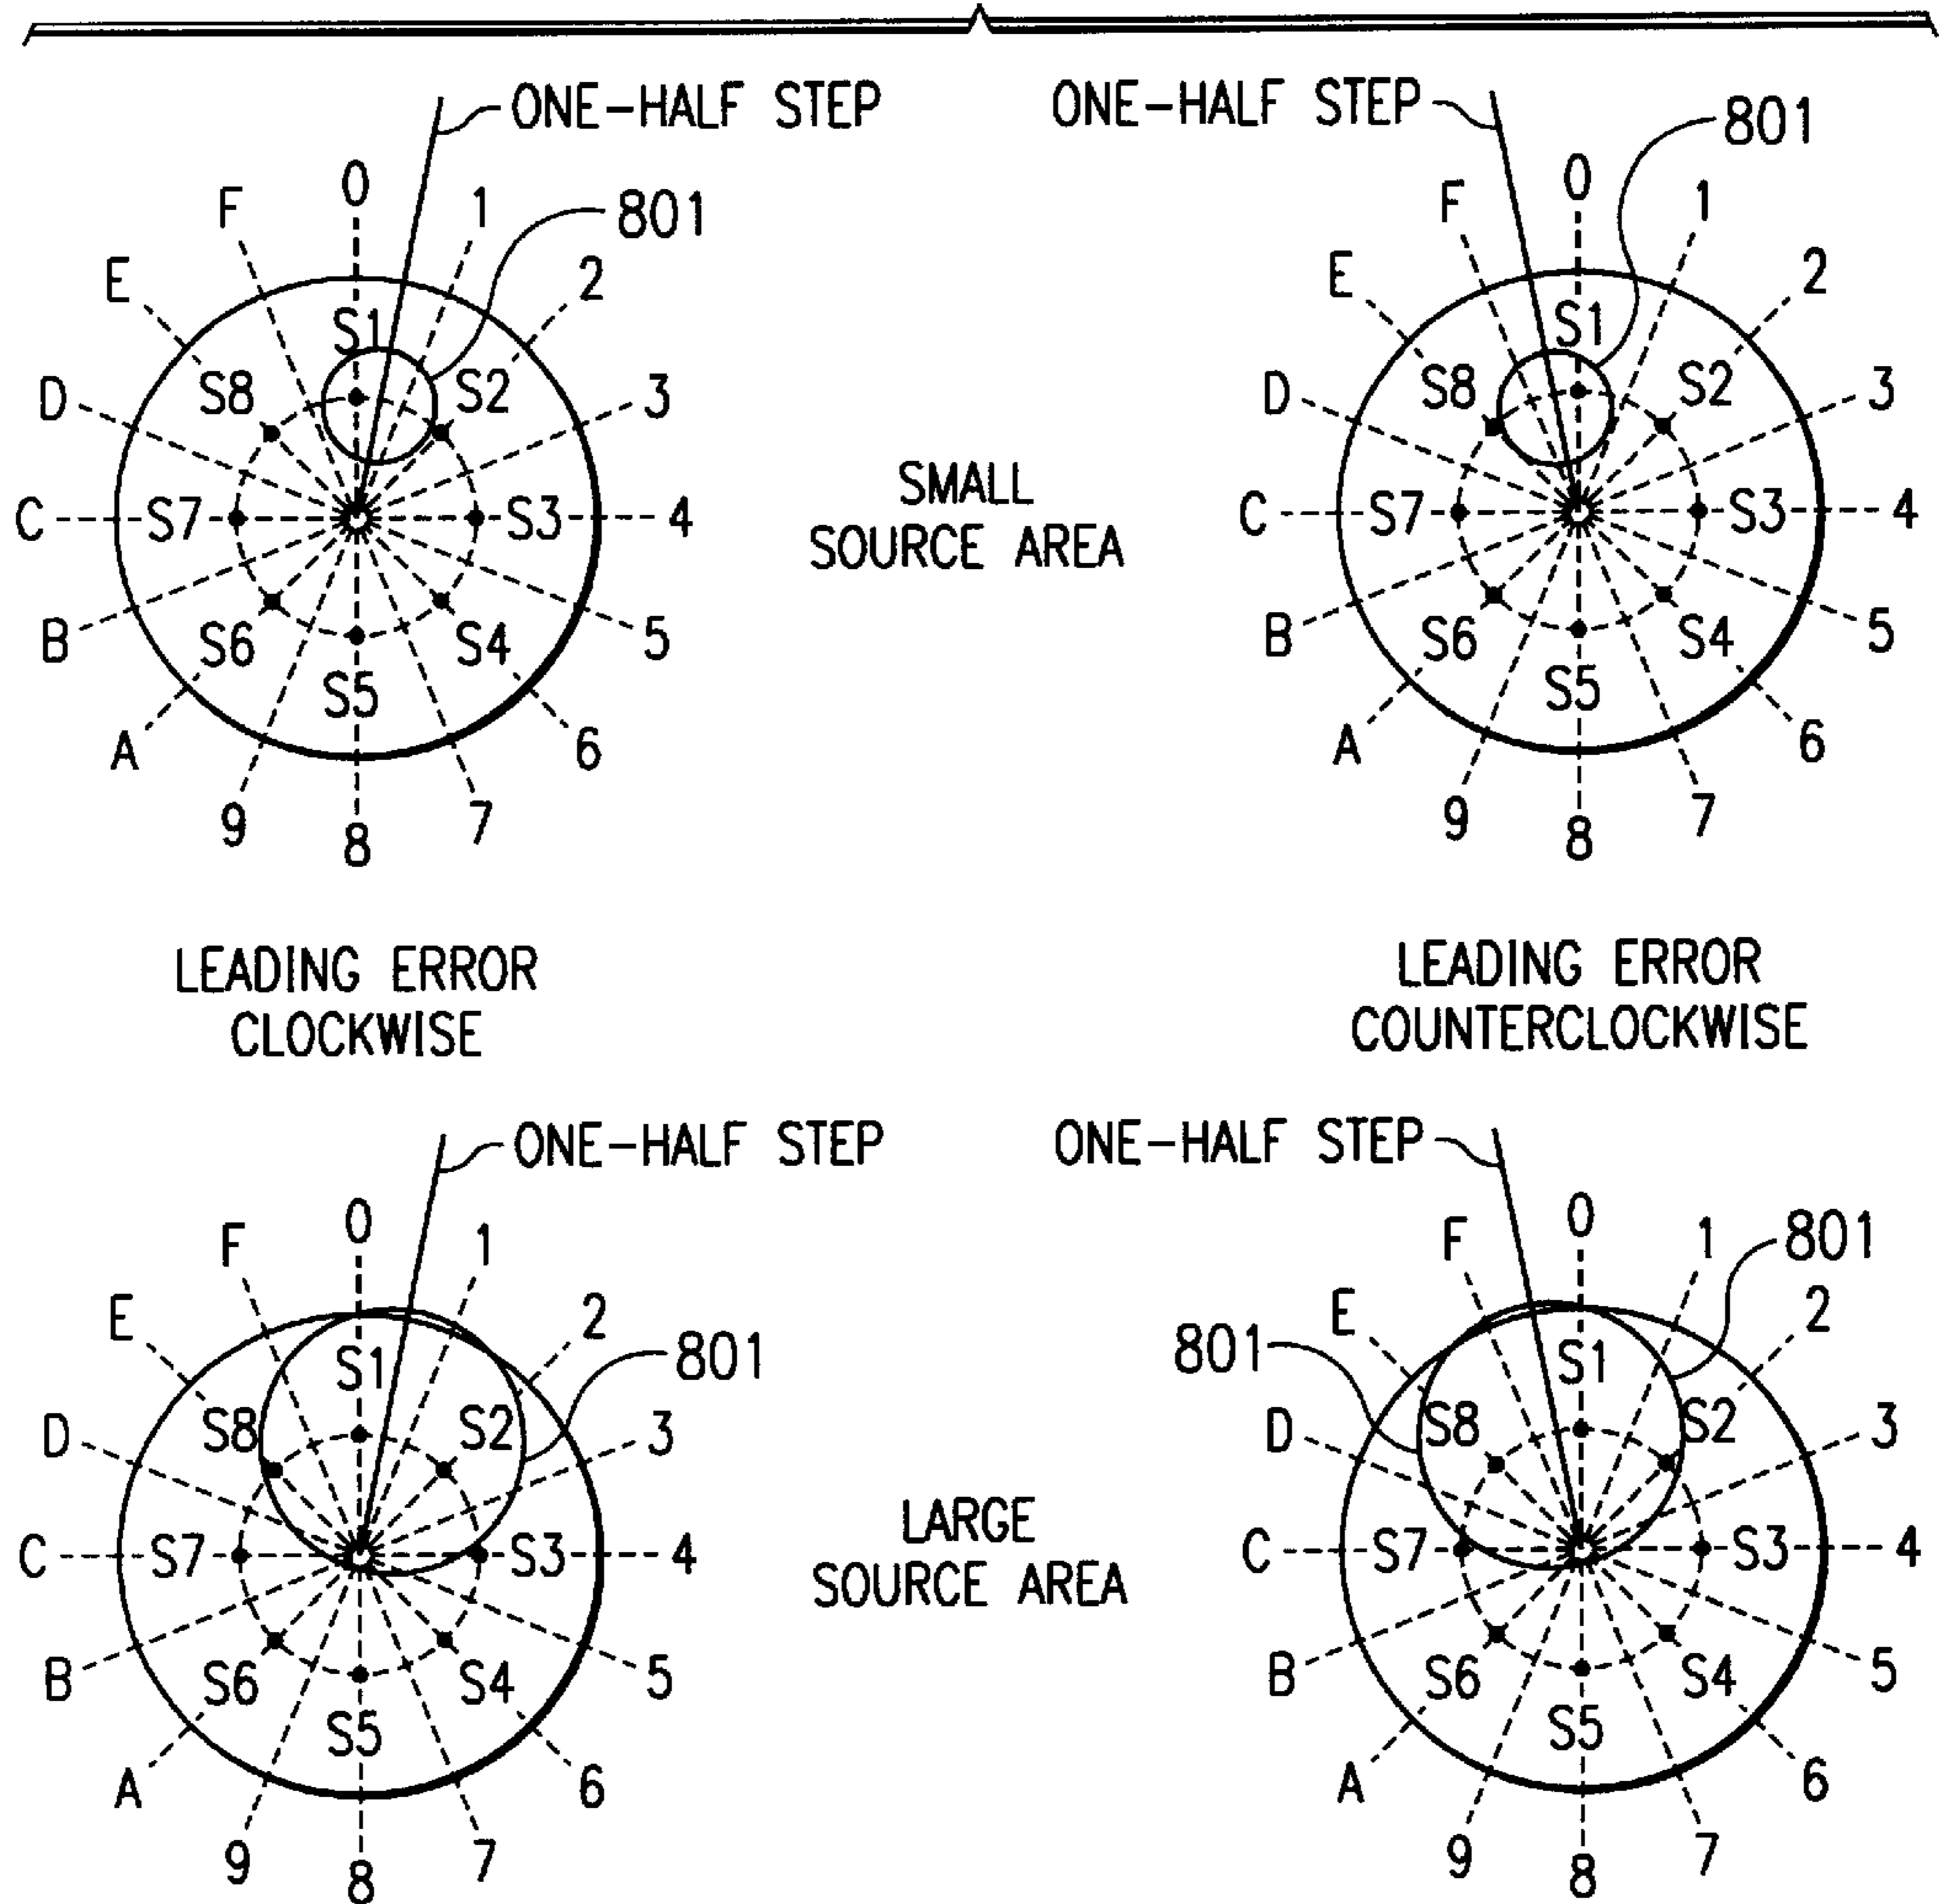 ONE-HALF STEP
ONE-HALF STEP
801
801
0
1
2
3
4
5
6
7
8
9
A
B
C
D
E
F
S1
S2
S3
S4
S5
S6
S7
S8
SMALL
SOURCE AREA
0
1
2
3
4
5
6
7
8
9
A
B
C
D
E
F
S1
S2
S3
S4
S5
S6
S7
S8
LEADING ERROR
CLOCKWISE
LEADING ERROR
COUNTERCLOCKWISE
ONE-HALF STEP
ONE-HALF STEP
801
801
801
0
1
2
3
4
5
6
7
8
9
A
B
C
D
E
F
S1
S2
S3
S4
S5
S6
S7
S8
LARGE
SOURCE AREA
0
1
2
3
4
5
6
7
8
9
A
B
C
D
E
F
S1
S2
S3
S4
S5
S6
S7
S8